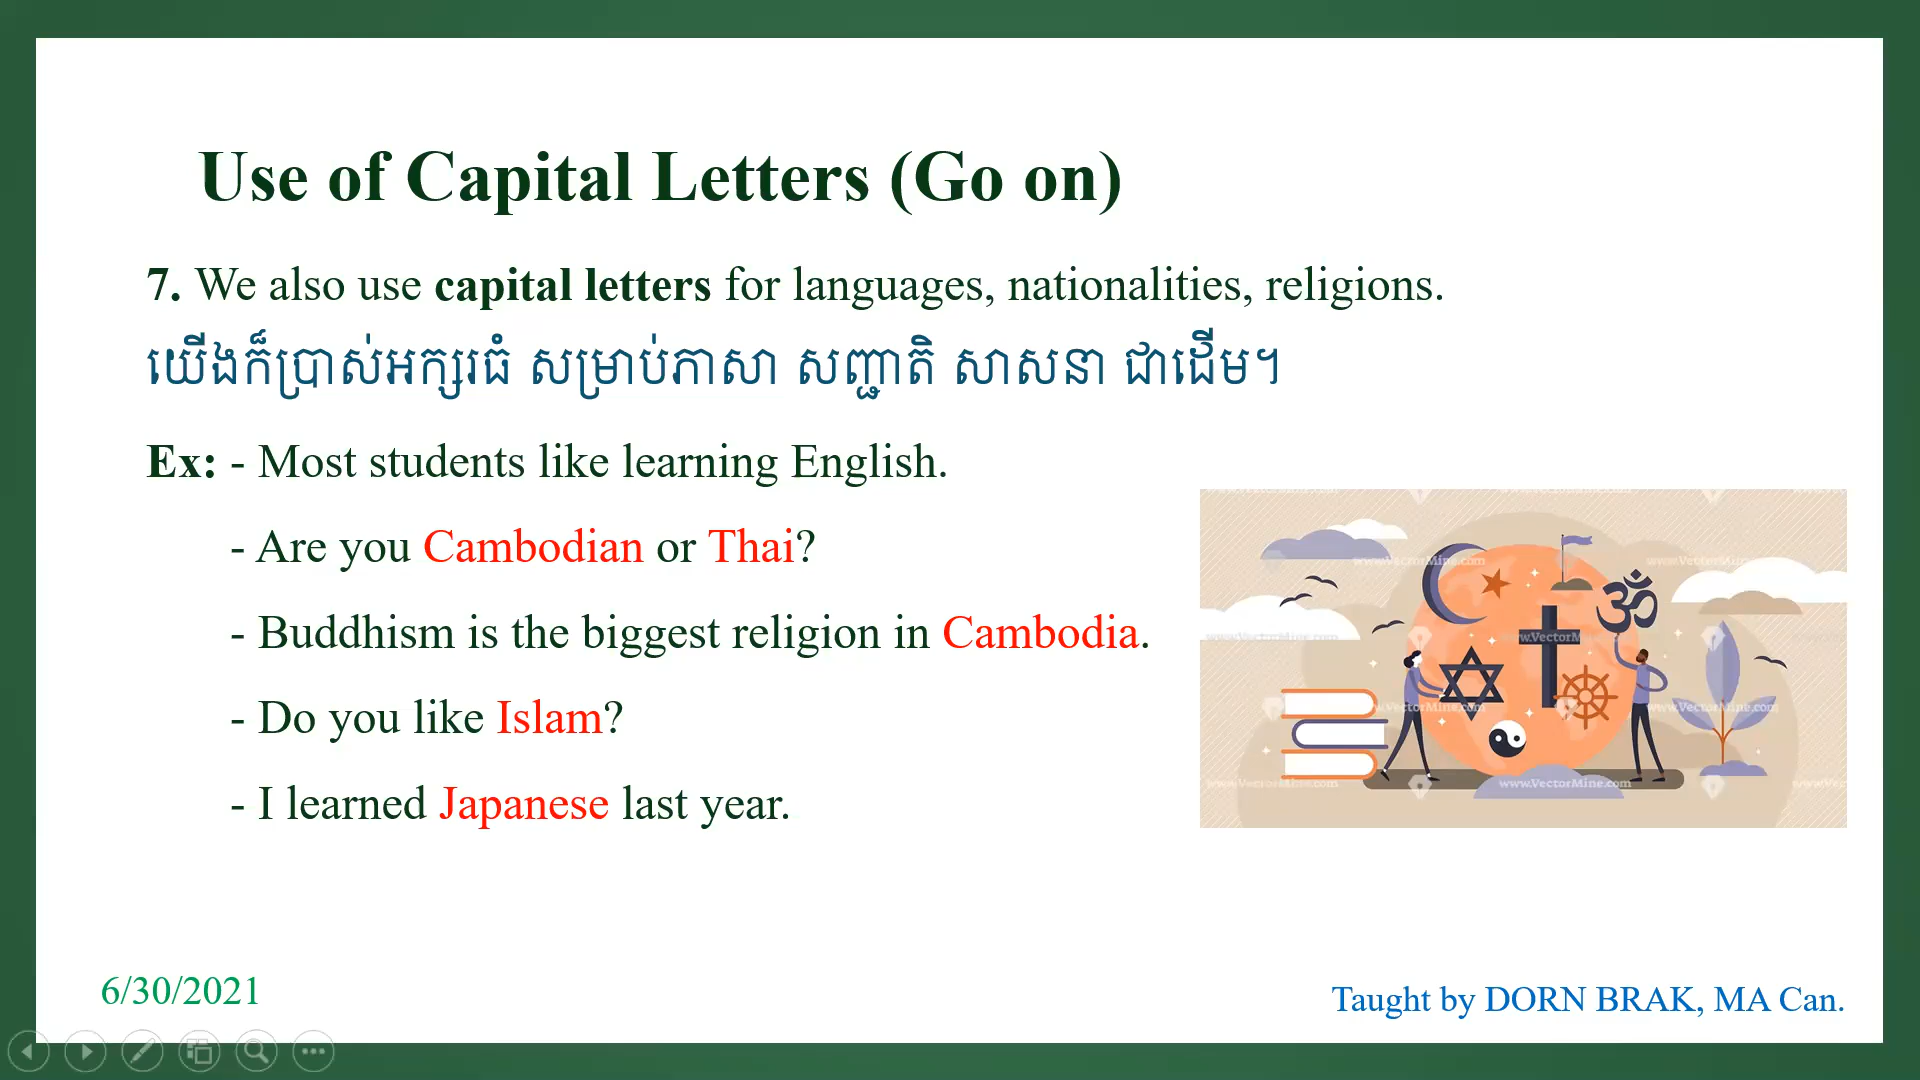 Use of Capital Letters (Go on)
7. We also use capital letters for languages, nationalities, religions.
យើងក៏ប្រាស់អក្សរធំ សម្រាប់ភាសា សញ្ជាតិ សាសនា ជាដើម។
Ex: - Most students like learning English.
- Are you Cambodian or Thai?
- Buddhism is the biggest religion in Cambodia.
- Do you like Islam?
- I learned Japanese last year.
www.VectorMine.com
6/30/2021
Taught by DORN BRAK, MA Can.